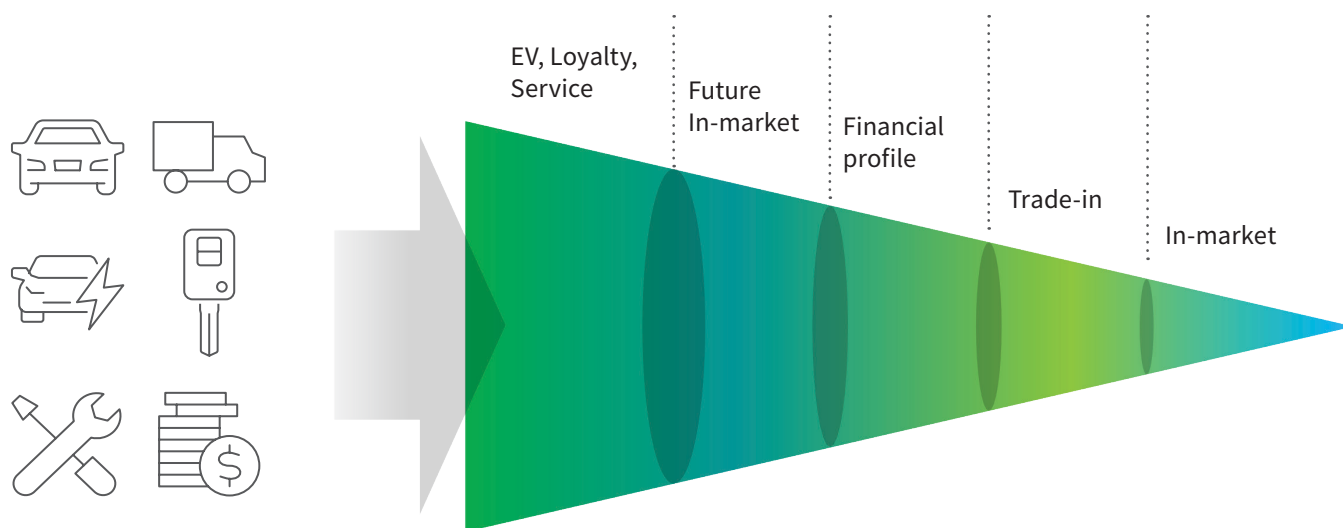 EV, Loyalty,
Service
Future
In-market
Financial
profile
Trade-in
In-market
$